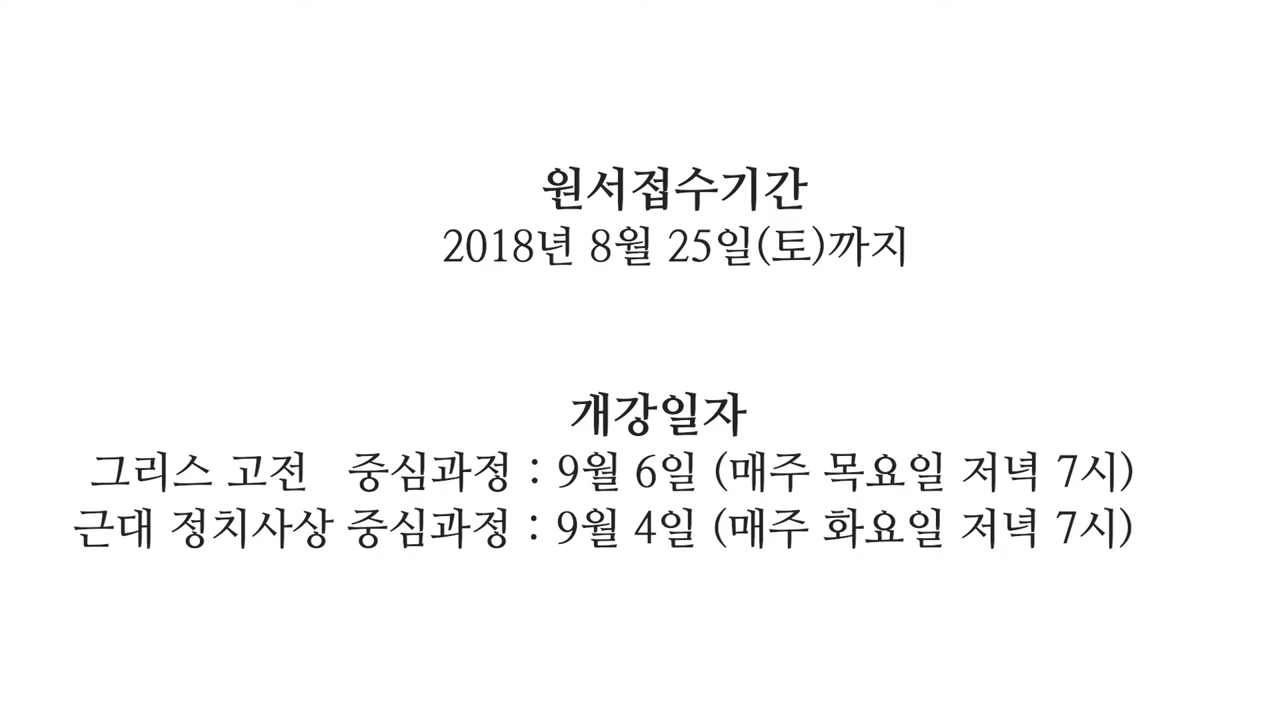 원서접수기간
2018년 8월 25일(토)까지
개강일자
그리스 고전 중심과정 : 9월 6일 (매주 목요일 저녁 7시)
근대 정치사상 중심과정 : 9월 4일 (매주 화요일 저녁 7시)